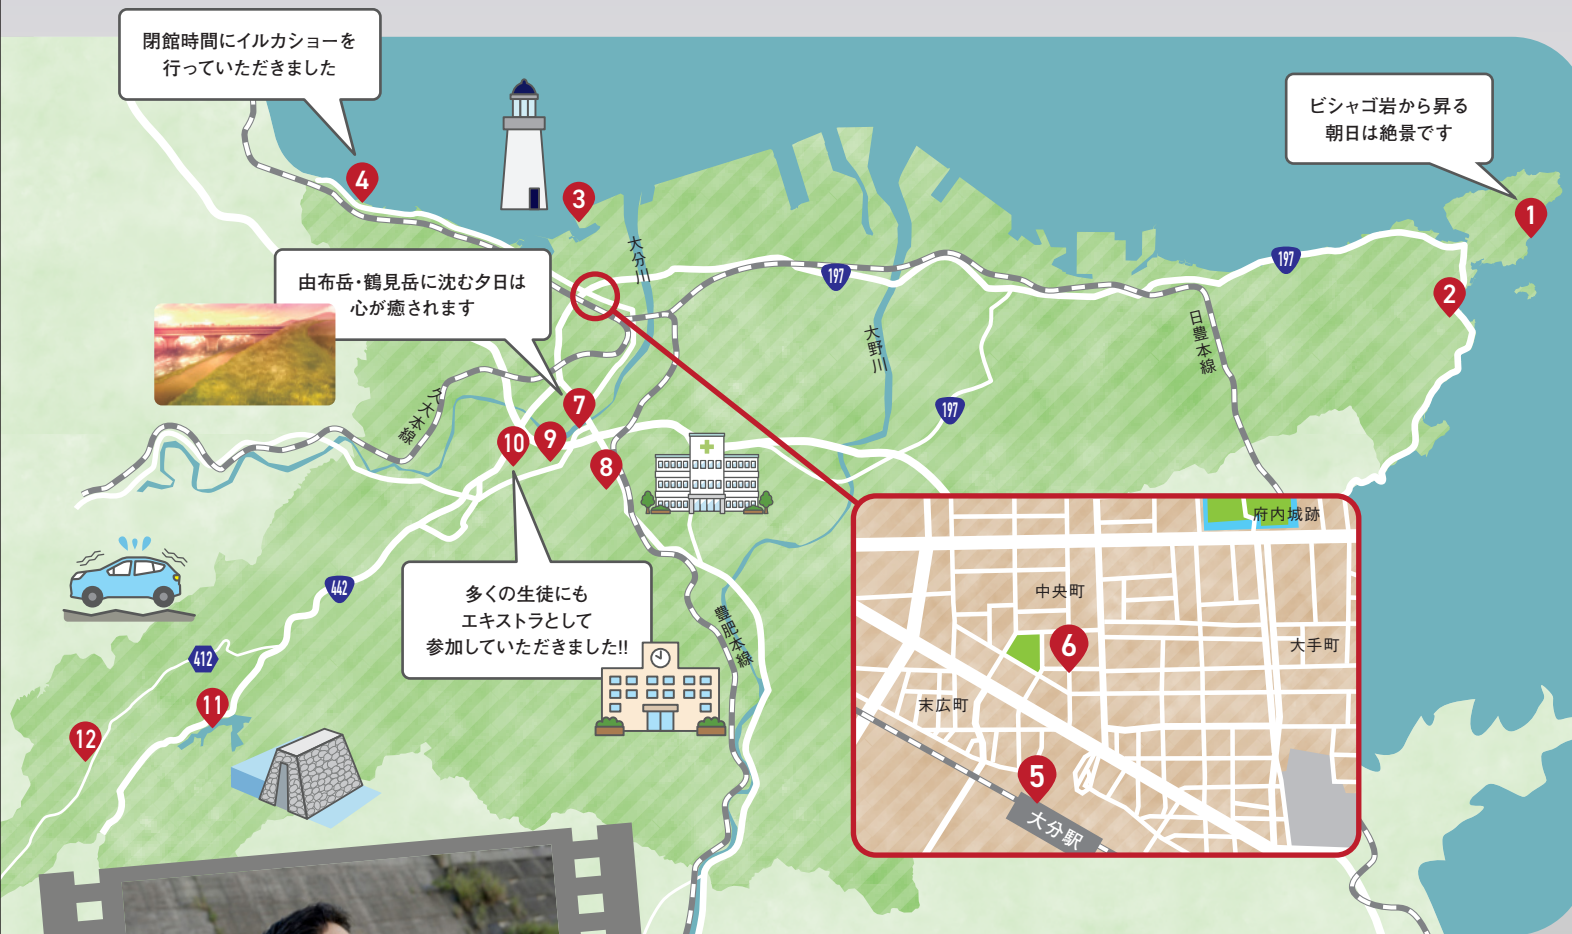 閉館時間にイルカショーを
行っていただきました
ビシャゴ岩から昇る
朝日は絶景です
4
3
1
大分川
197
197
2
由布岳・鶴見岳に沈む夕日は
心が癒されます
大野川
日豊本線
久大本線
7
197
10
9
8
府内城跡
中央町
6
大手町
末広町
5
大分駅
442
多くの生徒にも
エキストラとして
参加していただきました!!
豊肥本線
412
11
12